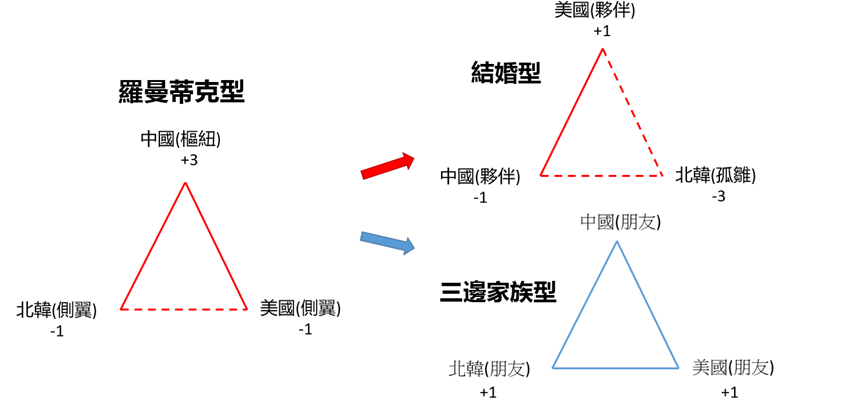 羅曼蒂克型
中國(樞紐)
+3
北韓(側翼)
-1
美國(側翼)
-1
結婚型
美國(夥伴)
+1
中國(夥伴)
-1
北韓(孤雛)
-3
三邊家族型
中國(朋友)
北韓(朋友)
+1
美國(朋友)
+1